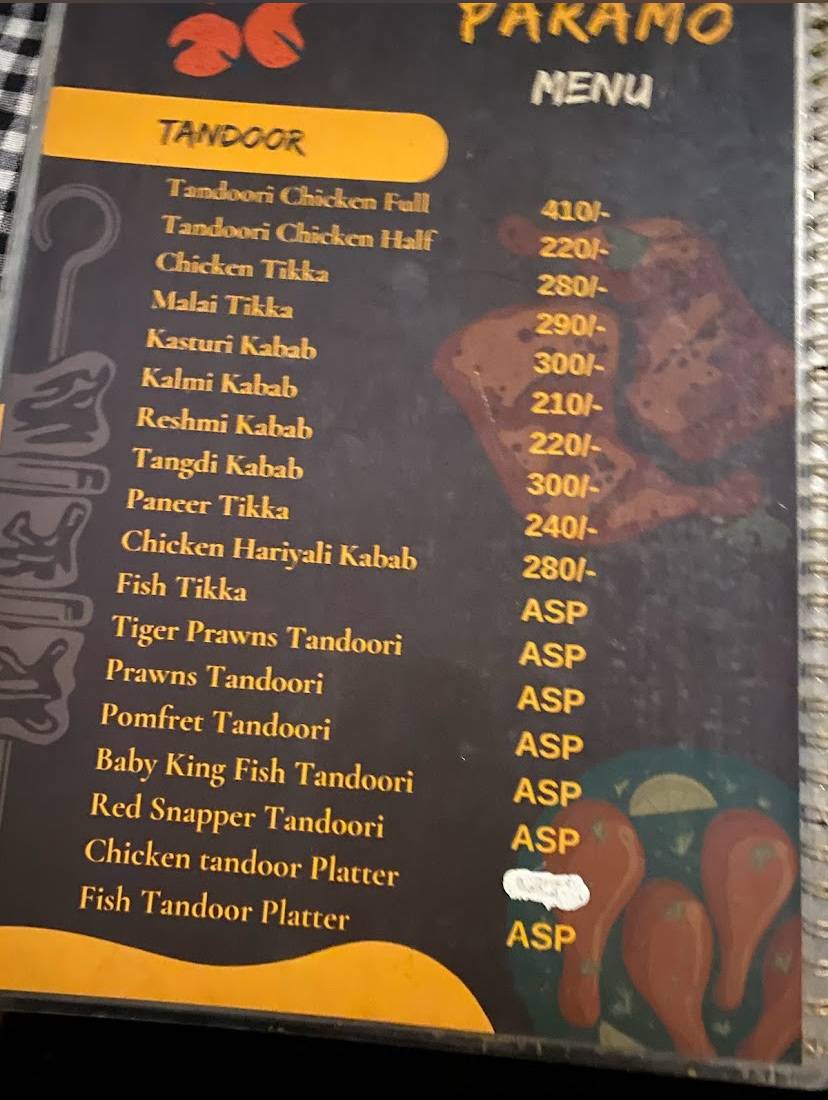 PARAMO
MENU
TANDOOR
Tandoori Chicken Full 410/-
Tandoori Chicken Half 220/-
Chicken Tikka 280/-
Malai Tikka 290/-
Kasturi Kabab 300/-
Kalmi Kabab 210/-
Reshmi Kabab 220/-
Tangdi Kabab 300/-
Paneer Tikka 240/-
Chicken Hariyali Kabab 280/-
Fish Tikka ASP
Tiger Prawns Tandoori ASP
Prawns Tandoori ASP
Pomfret Tandoori ASP
Baby King Fish Tandoori ASP
Red Snapper Tandoori ASP
Chicken tandoor Platter
Fish Tandoor Platter ASP